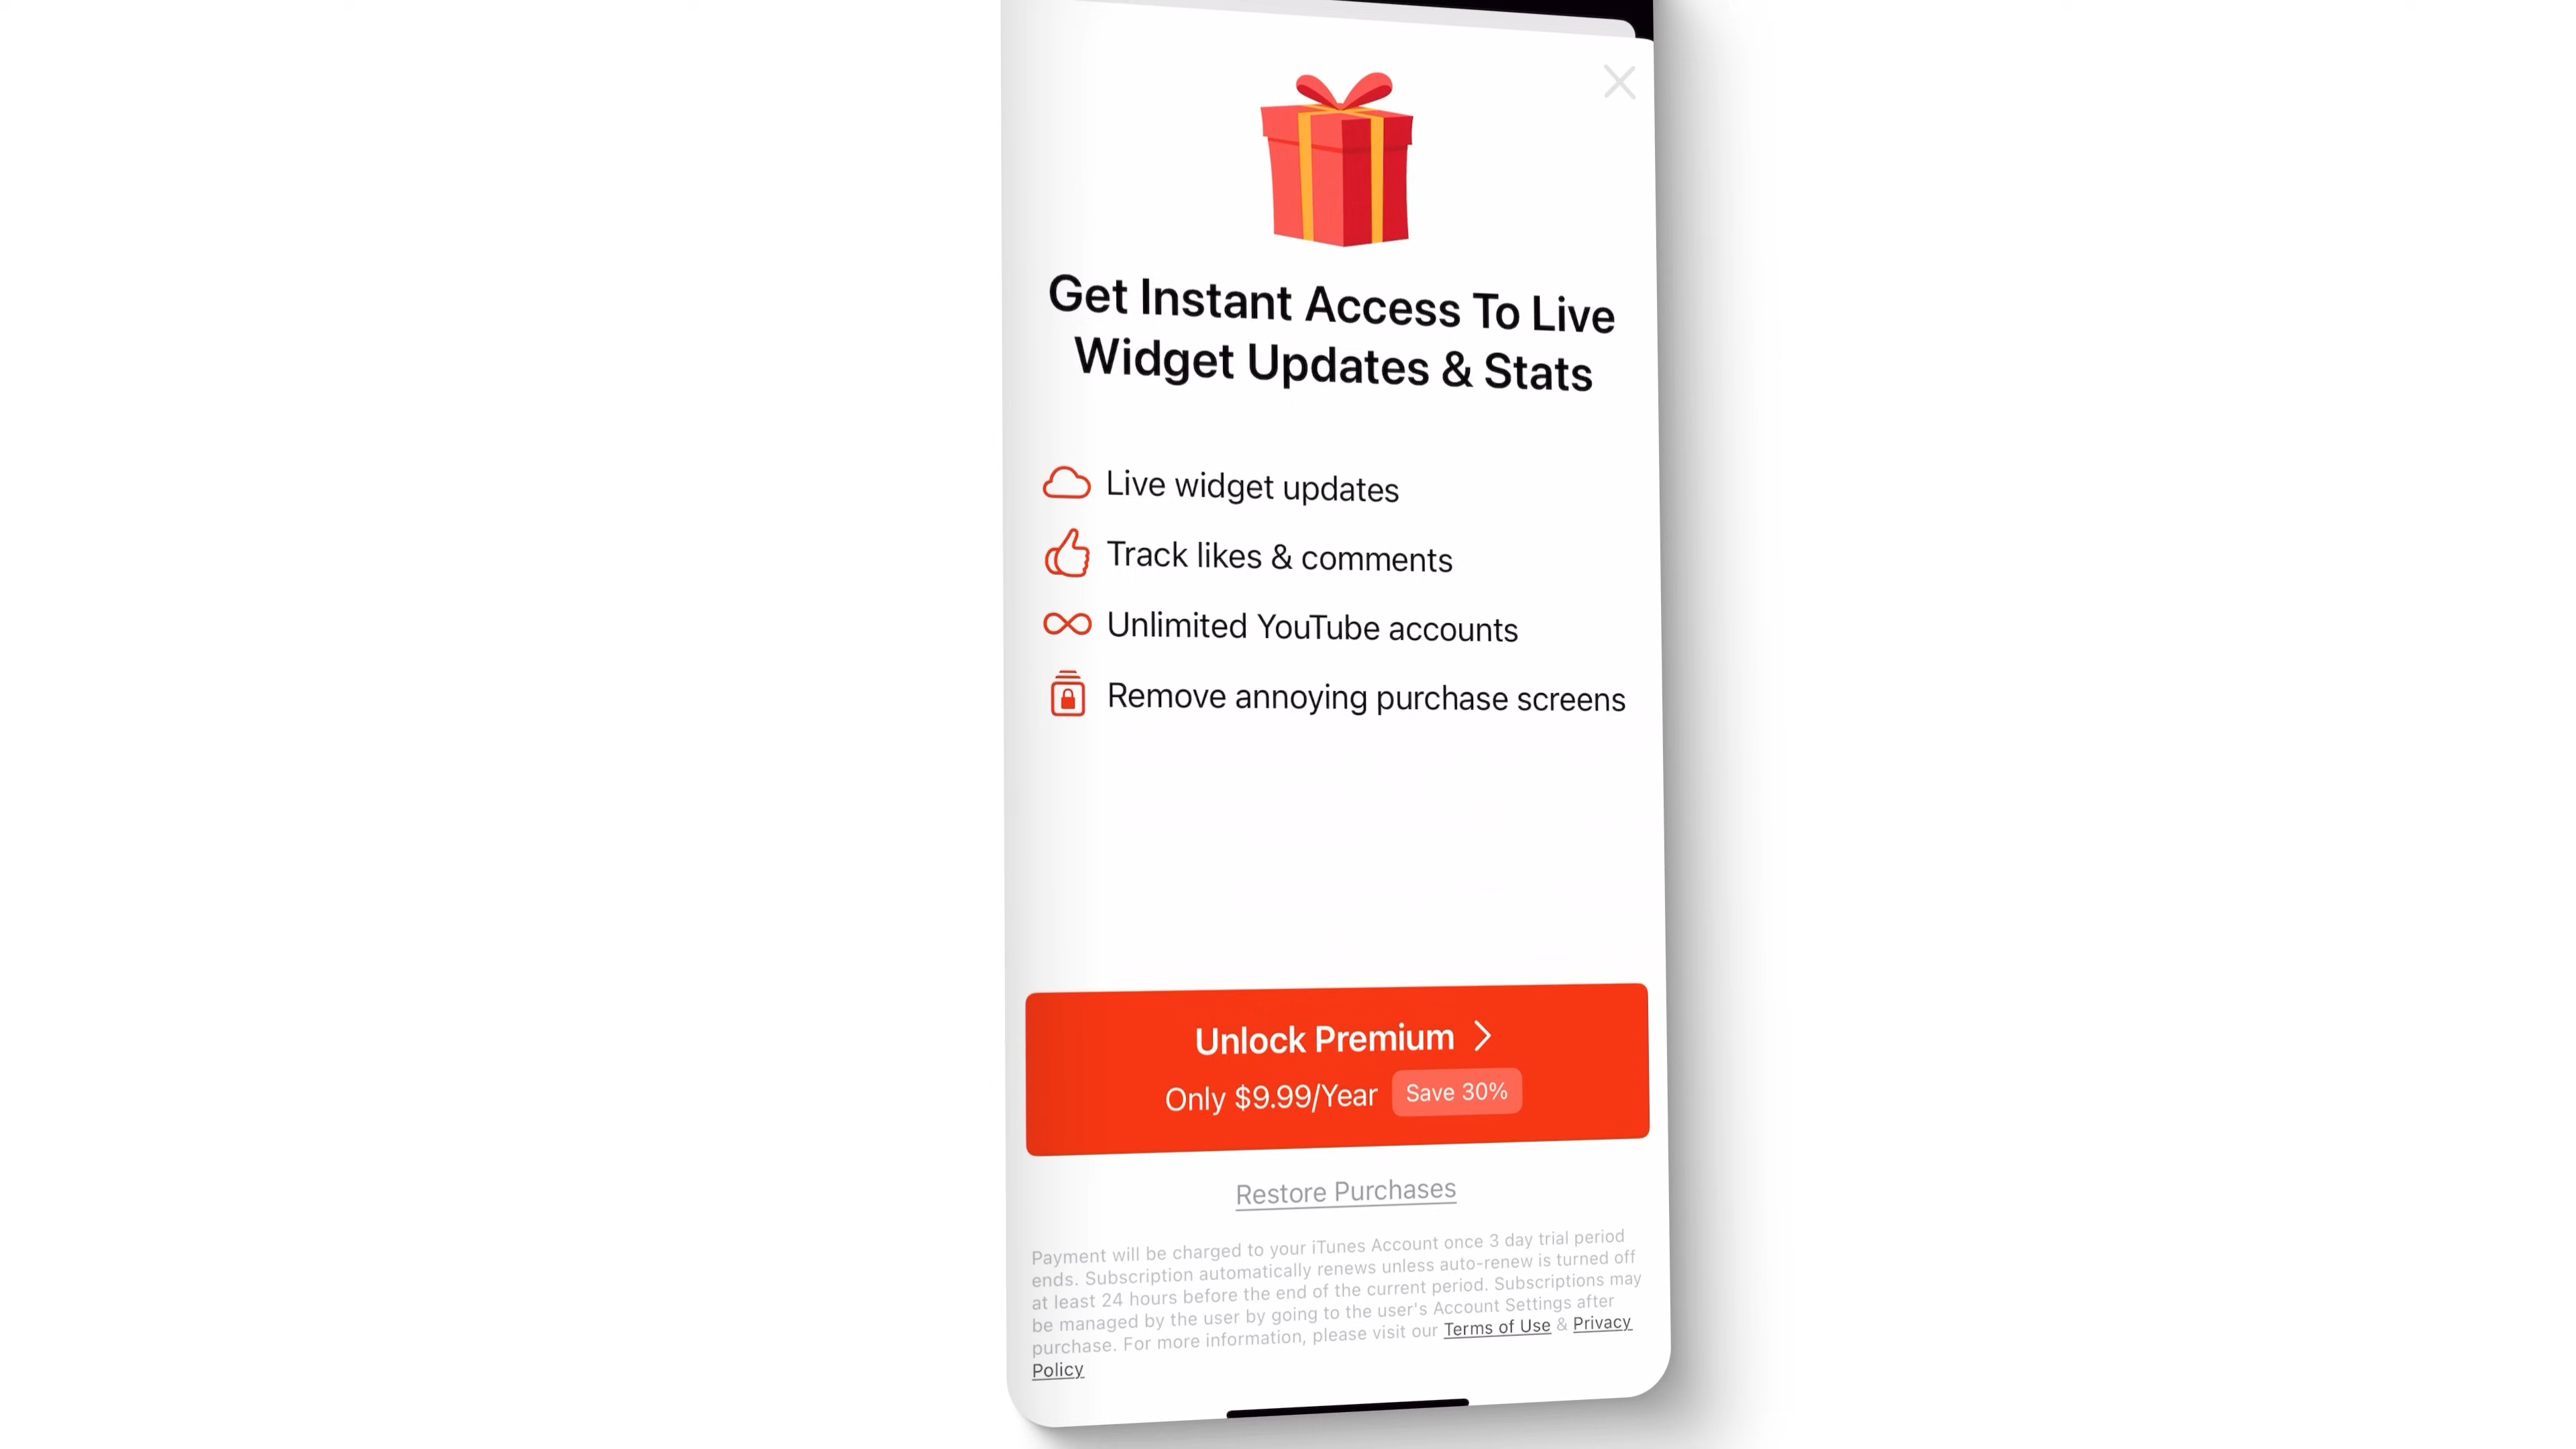 Get Instant Access To Live
Widget Updates & Stats
Live widget updates
Track likes & comments
Unlimited YouTube accounts
Remove annoying purchase screens
Unlock Premium
Only $9.99/Year Save 30%
Restore Purchases
Payment will be charged to your iTunes Account once 3 day trial period
ends. Subscription automatically renews unless auto-renew is turned off
at least 24 hours before the end of the current period. Subscriptions may
be managed by the user by going to the user's Account Settings after
purchase. For more information, please visit our Terms of Use & Privacy
Policy